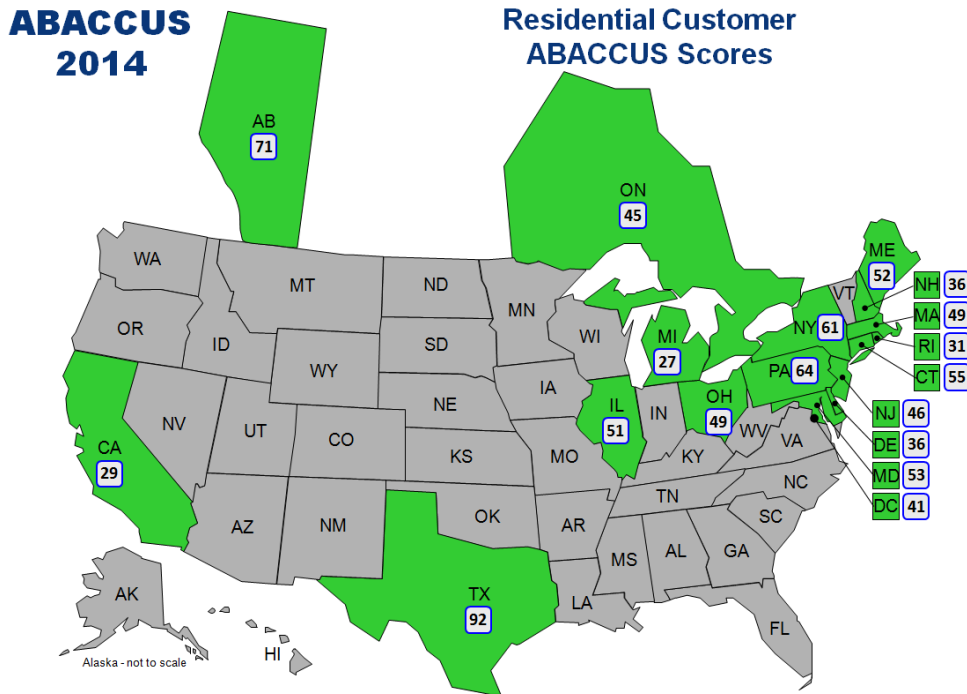 ABACCUS
2014
Residential Customer
ABACCUS Scores
AB
71
ON
45
WA
MT
ND
MN
OR
ID
SD
WI
MI
27
WY
IA
NE
NV
UT
CO
KS
MO
IL
51
IN
OH
49
PA 64
NY 61
VT
ME
52
NH 36
MA 49
RI 31
CT 55
NJ 46
DE 36
MD 53
DC 41
CA
29
WV
VA
KY
NC
TN
SC
AZ
NM
OK
AR
MS
AL
GA
LA
FL
TX
92
AK
HI
Alaska - not to scale